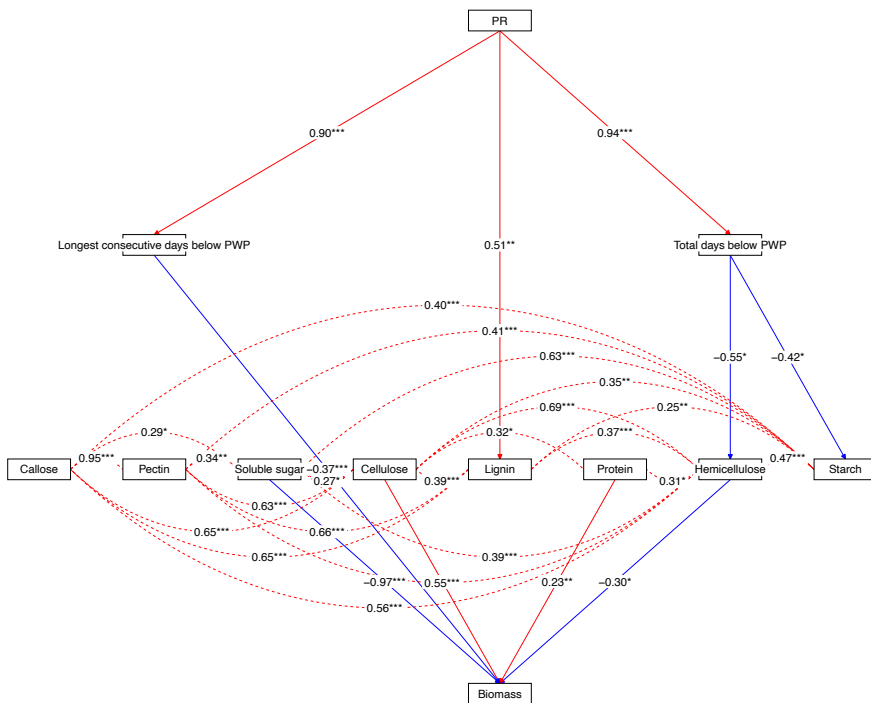 PR
0.90***
0.94***
0.51**
Longest consecutive days below PWP
Total days below PWP
0.40***
0.41***
0.63***
−0.55*
−0.42*
0.35**
0.69***
0.25**
0.29*
0.32*
0.37***
0.95***
0.34**
0.47***
Callose
Pectin
Soluble sugar
−0.37***
Cellulose
Lignin
Protein
Hemicellulose
Starch
0.27*
0.39***
0.31*
0.63***
0.65***
0.66***
0.65***
0.39***
−0.97***
0.55***
0.23**
−0.30*
0.56***
Biomass